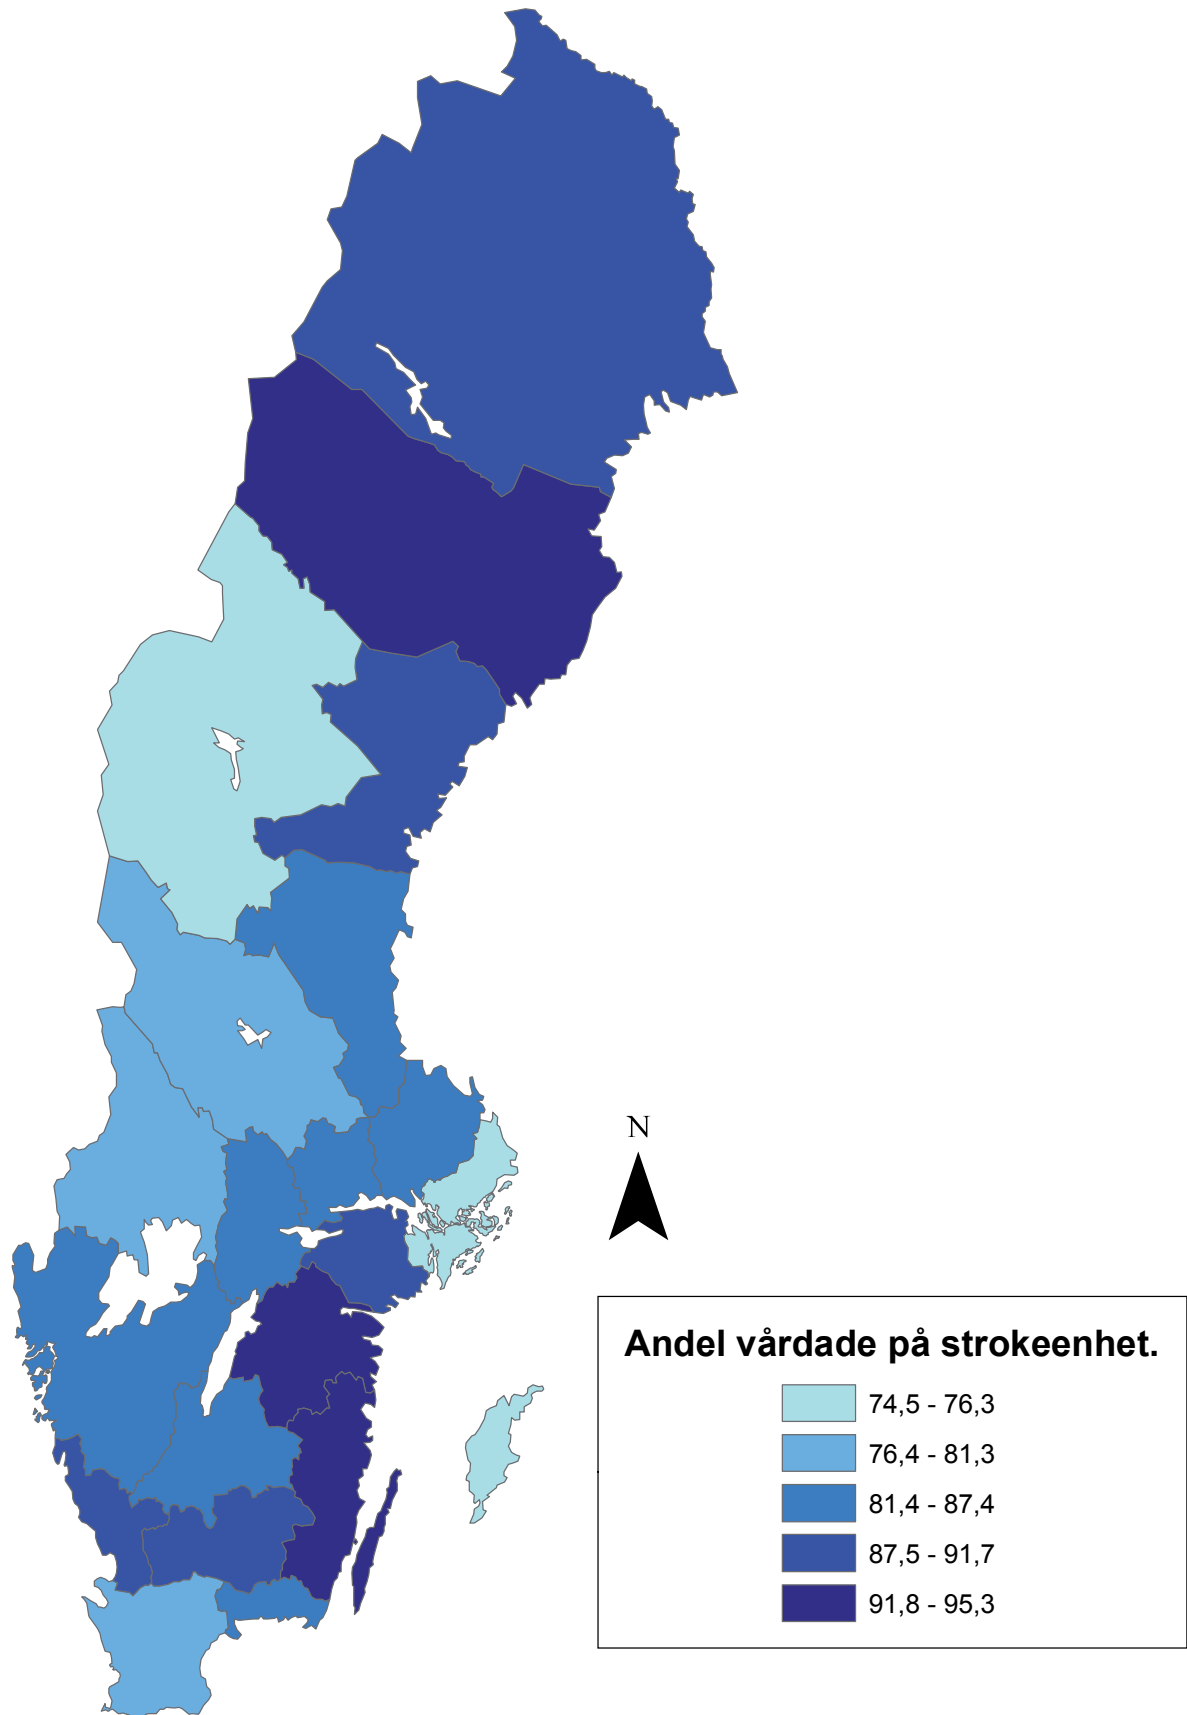 N
Andel vårdade på strokeenhet.
74,5 - 76,3
76,4 - 81,3
81,4 - 87,4
87,5 - 91,7
91,8 - 95,3